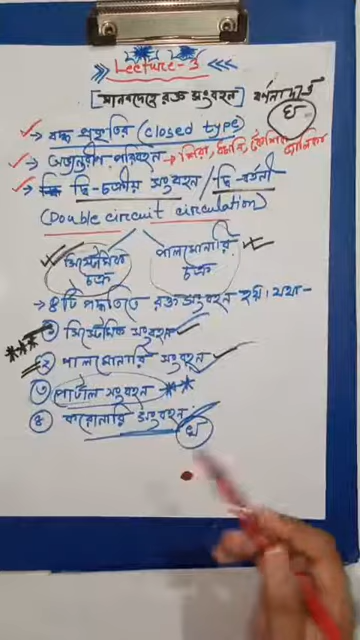 Lecture-3
[মানবদেহে রক্ত সংবহন]
→ বদ্ধ প্রকৃতির (closed type)
→ পরিবহন → শিরা, ধমনি,
→ দ্বি-চক্রীয় সংবহন / দ্বি-বর্তনী
(Double circuit circulation)
সিস্টেমিক চক্র পালমোনারি চক্র
→ ৪টি পদ্ধতিতে রক্ত সংবহন হয়। যথা-
① সিস্টেমিক সংবহন
② পালমোনারি সংবহন
③ পোর্টাল সংবহন
④ করোনারি সংবহন